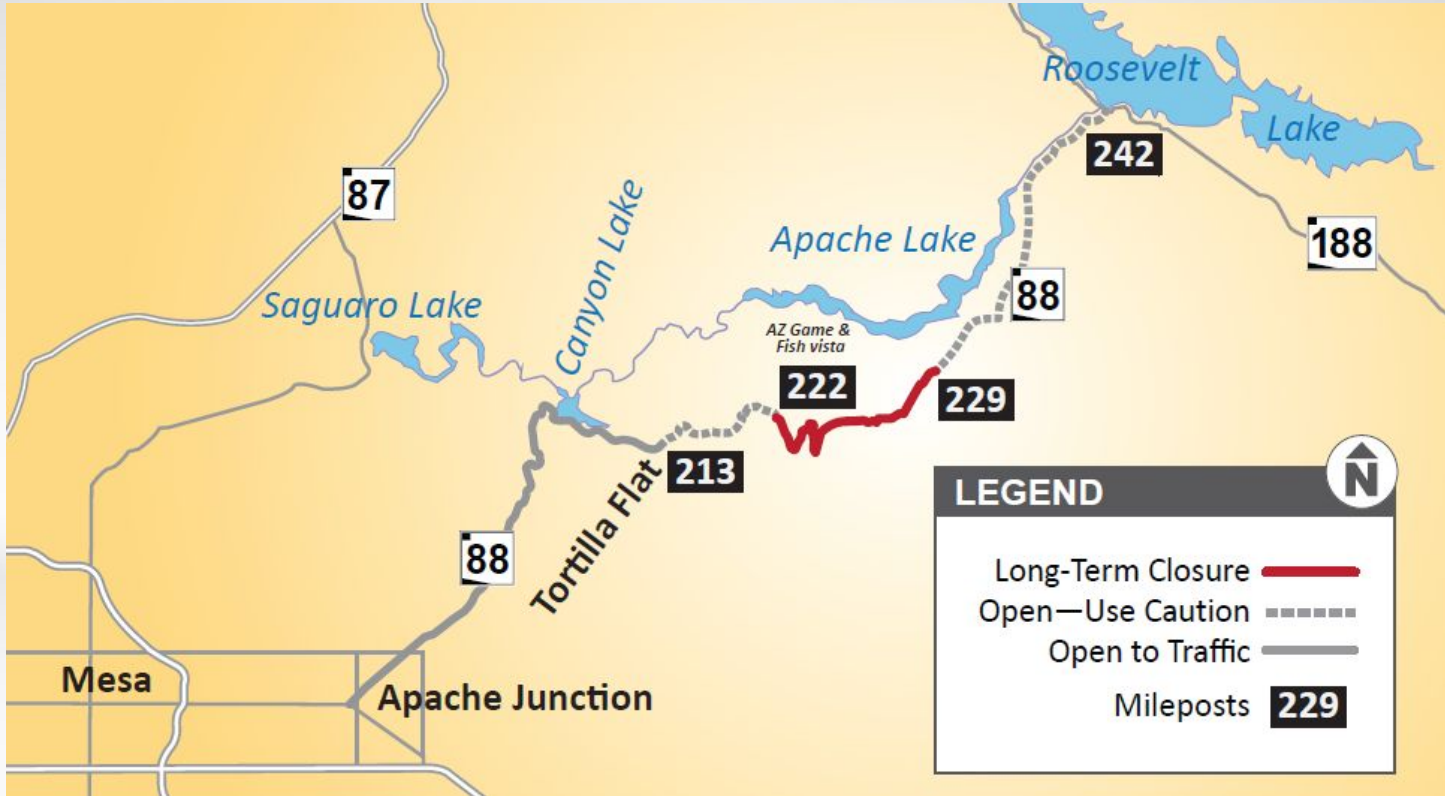 Roosevelt
Lake
242
87
188
Canyon Lake
Apache Lake
88
Saguaro Lake
AZ Game &
Fish vista
222
229
213
Tortilla Flat
88
Mesa
Apache Junction
N
LEGEND
Long-Term Closure
Open—Use Caution
Open to Traffic
Mileposts 229